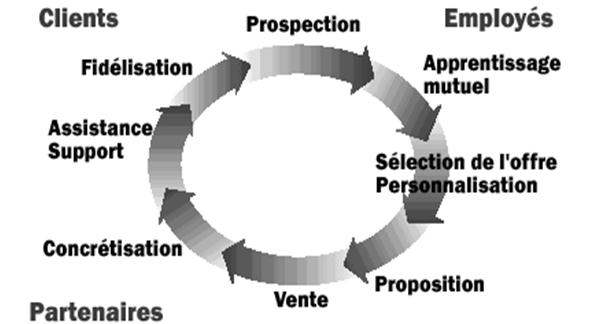 Clients
Employés
Prospection
Fidélisation
Apprentissage
mutuel
Assistance
Support
Sélection de l'offre
Personnalisation
Concrétisation
Proposition
Vente
Partenaires